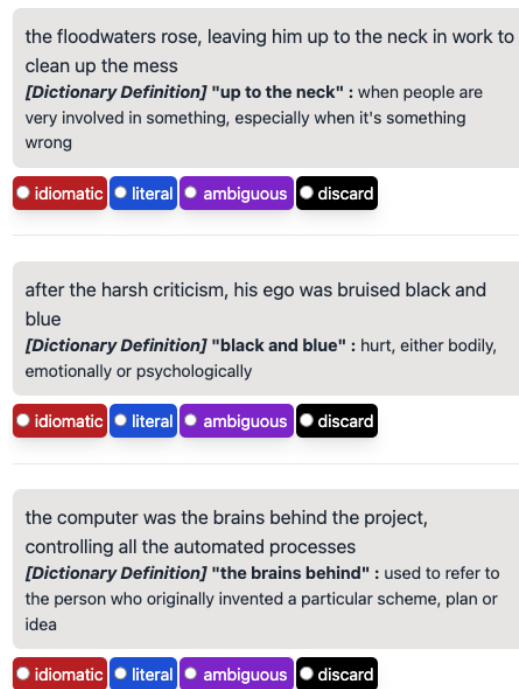 the floodwaters rose, leaving him up to the neck in work to
clean up the mess
[Dictionary Definition] "up to the neck" : when people are
very involved in something, especially when it's something
wrong
idiomatic literal ambiguous discard
after the harsh criticism, his ego was bruised black and
blue
[Dictionary Definition] "black and blue" : hurt, either bodily,
emotionally or psychologically
idiomatic literal ambiguous discard
the computer was the brains behind the project,
controlling all the automated processes
[Dictionary Definition] "the brains behind" : used to refer to
the person who originally invented a particular scheme, plan or
idea
idiomatic literal ambiguous discard